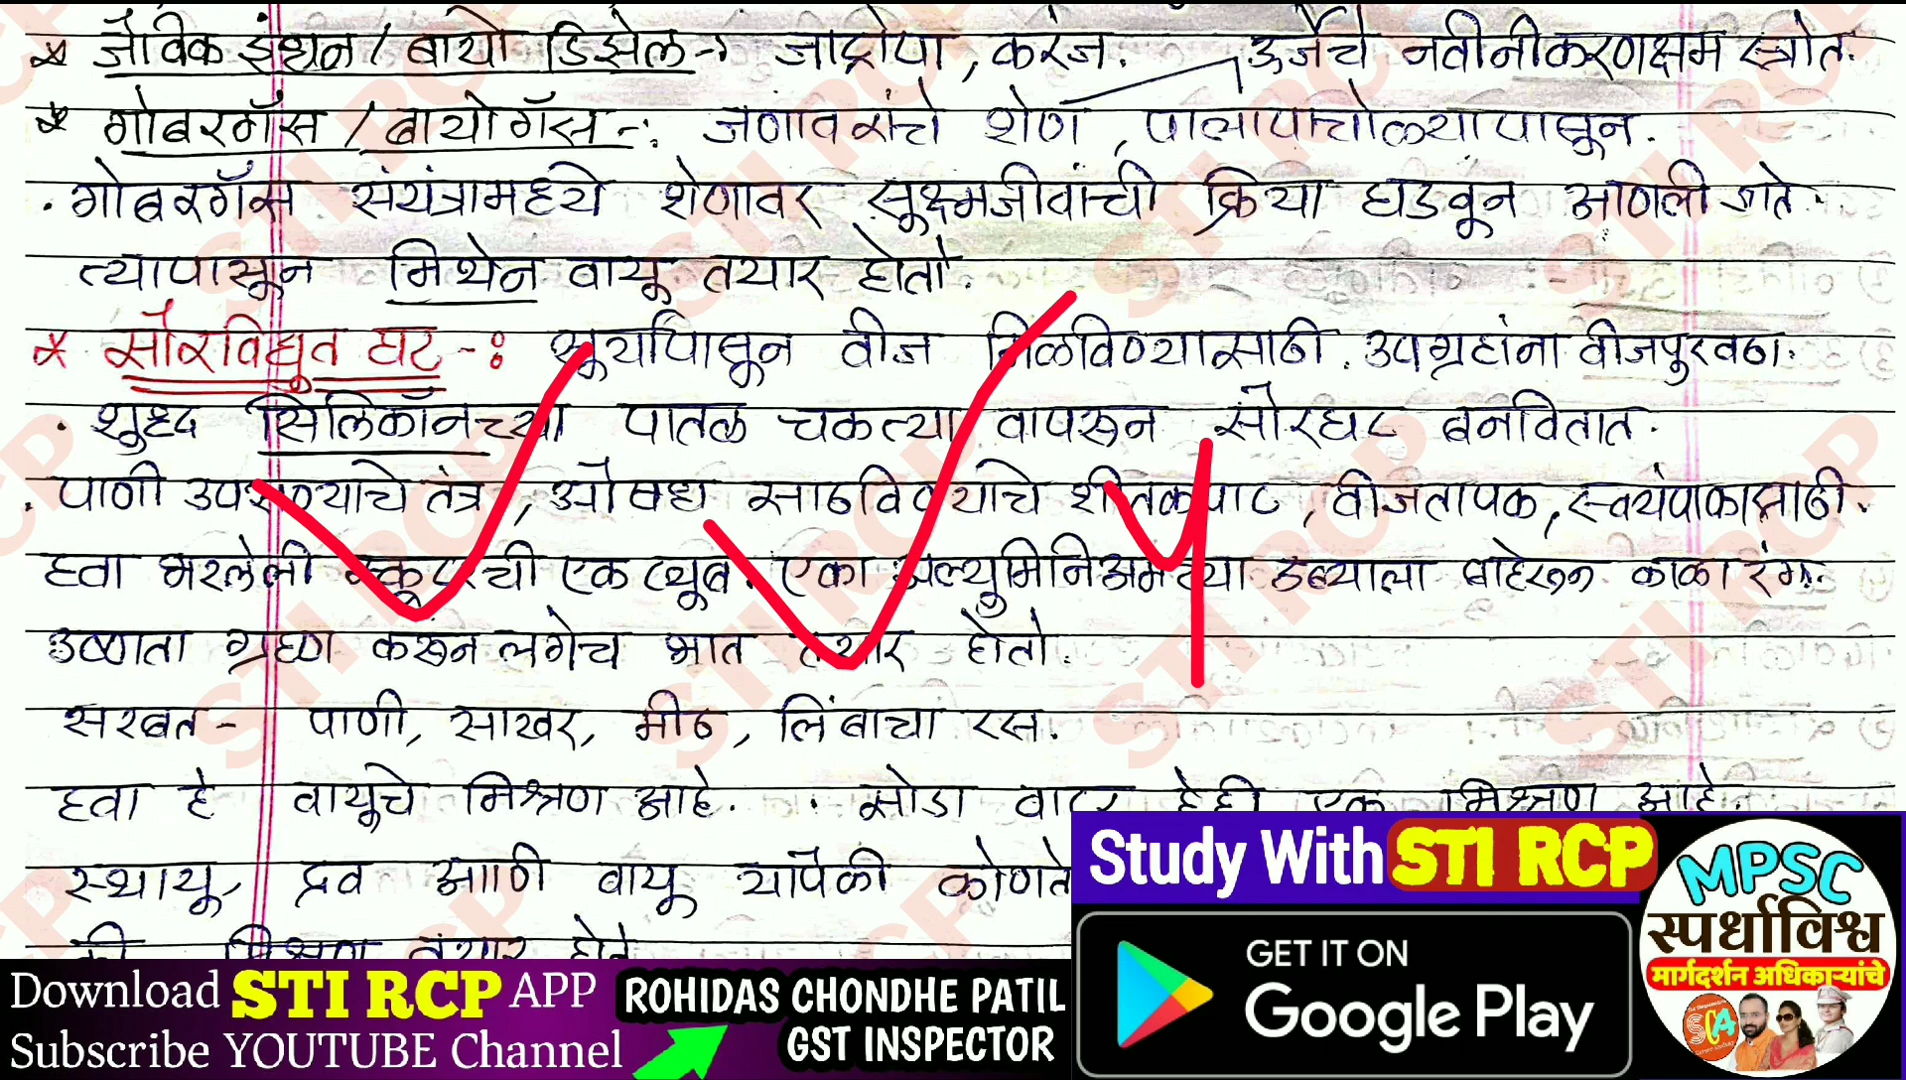 * जैविक इंधन / बायो डिझेल -: जाट्रोपा, करंज. ऊर्जेचे नवीनीकरणक्षम स्त्रोत.
* गोबरगॅस / बायोगॅस -: जनावरांचे शेण, पालापाचोळ्यापासून.
· गोबरगॅस संयंत्रामध्ये शेणावर सूक्ष्मजीवांची क्रिया घडवून आणली जाते.
त्यापासून मिथेन वायू तयार होतो.
* सौरविद्युत घट -: सूर्यापासून वीज मिळविण्यासाठी. उपग्रहांना वीजपुरवठा.
· शुद्ध सिलिकॉनच्या पातळ चकत्या वापरून सौरघट बनवितात.
· पाणी उपसण्याचे तंत्र, औषध साठविण्याचे शीतकपाट, वीजतापक, स्वयंपाकासाठी.
हवा भरलेली स्कूटरची एक ट्यूब. एका अल्युमिनिअमच्या डब्याला बाहेरून काळा रंग.
उष्णता ग्रहण करून लगेच भात तयार होतो.
सरबत - पाणी, साखर, मीठ, लिंबाचा रस.
हवा हे वायूचे मिश्रण आहे. · सोडा वाटर हेही एक मिश्रण आहे.
स्थायू, द्रव आणि वायू यांपैकी कोणते
मिश्रण तयार होते
Study With STI RCP
MPSC
स्पर्धाविश्व
मार्गदर्शन अधिकाऱ्यांचे
GET IT ON
Google Play
Download STI RCP APP
Subscribe YOUTUBE Channel
ROHIDAS CHONDHE PATIL
GST INSPECTOR